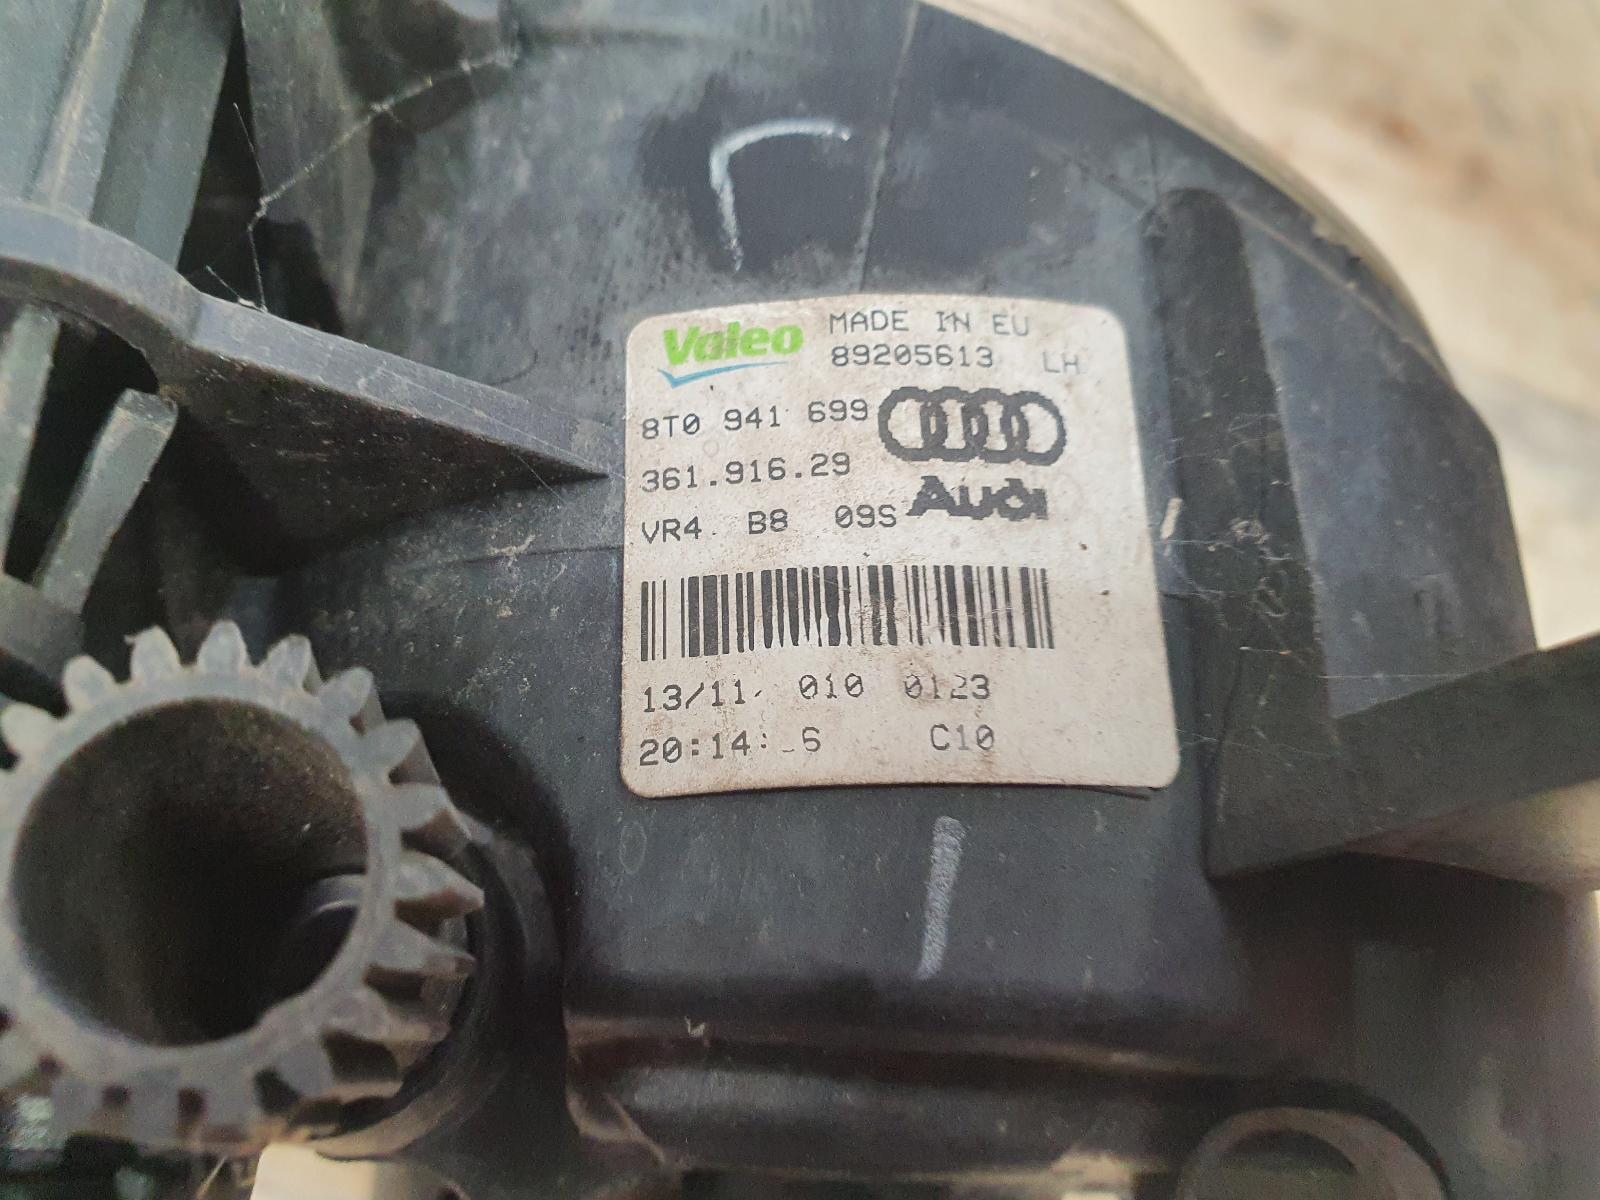 Valeo MADE IN EU
89205613 LH
8T0 941 699
361.916.29
Audi
VR4 B8 09S
13/11 010 0123
C10